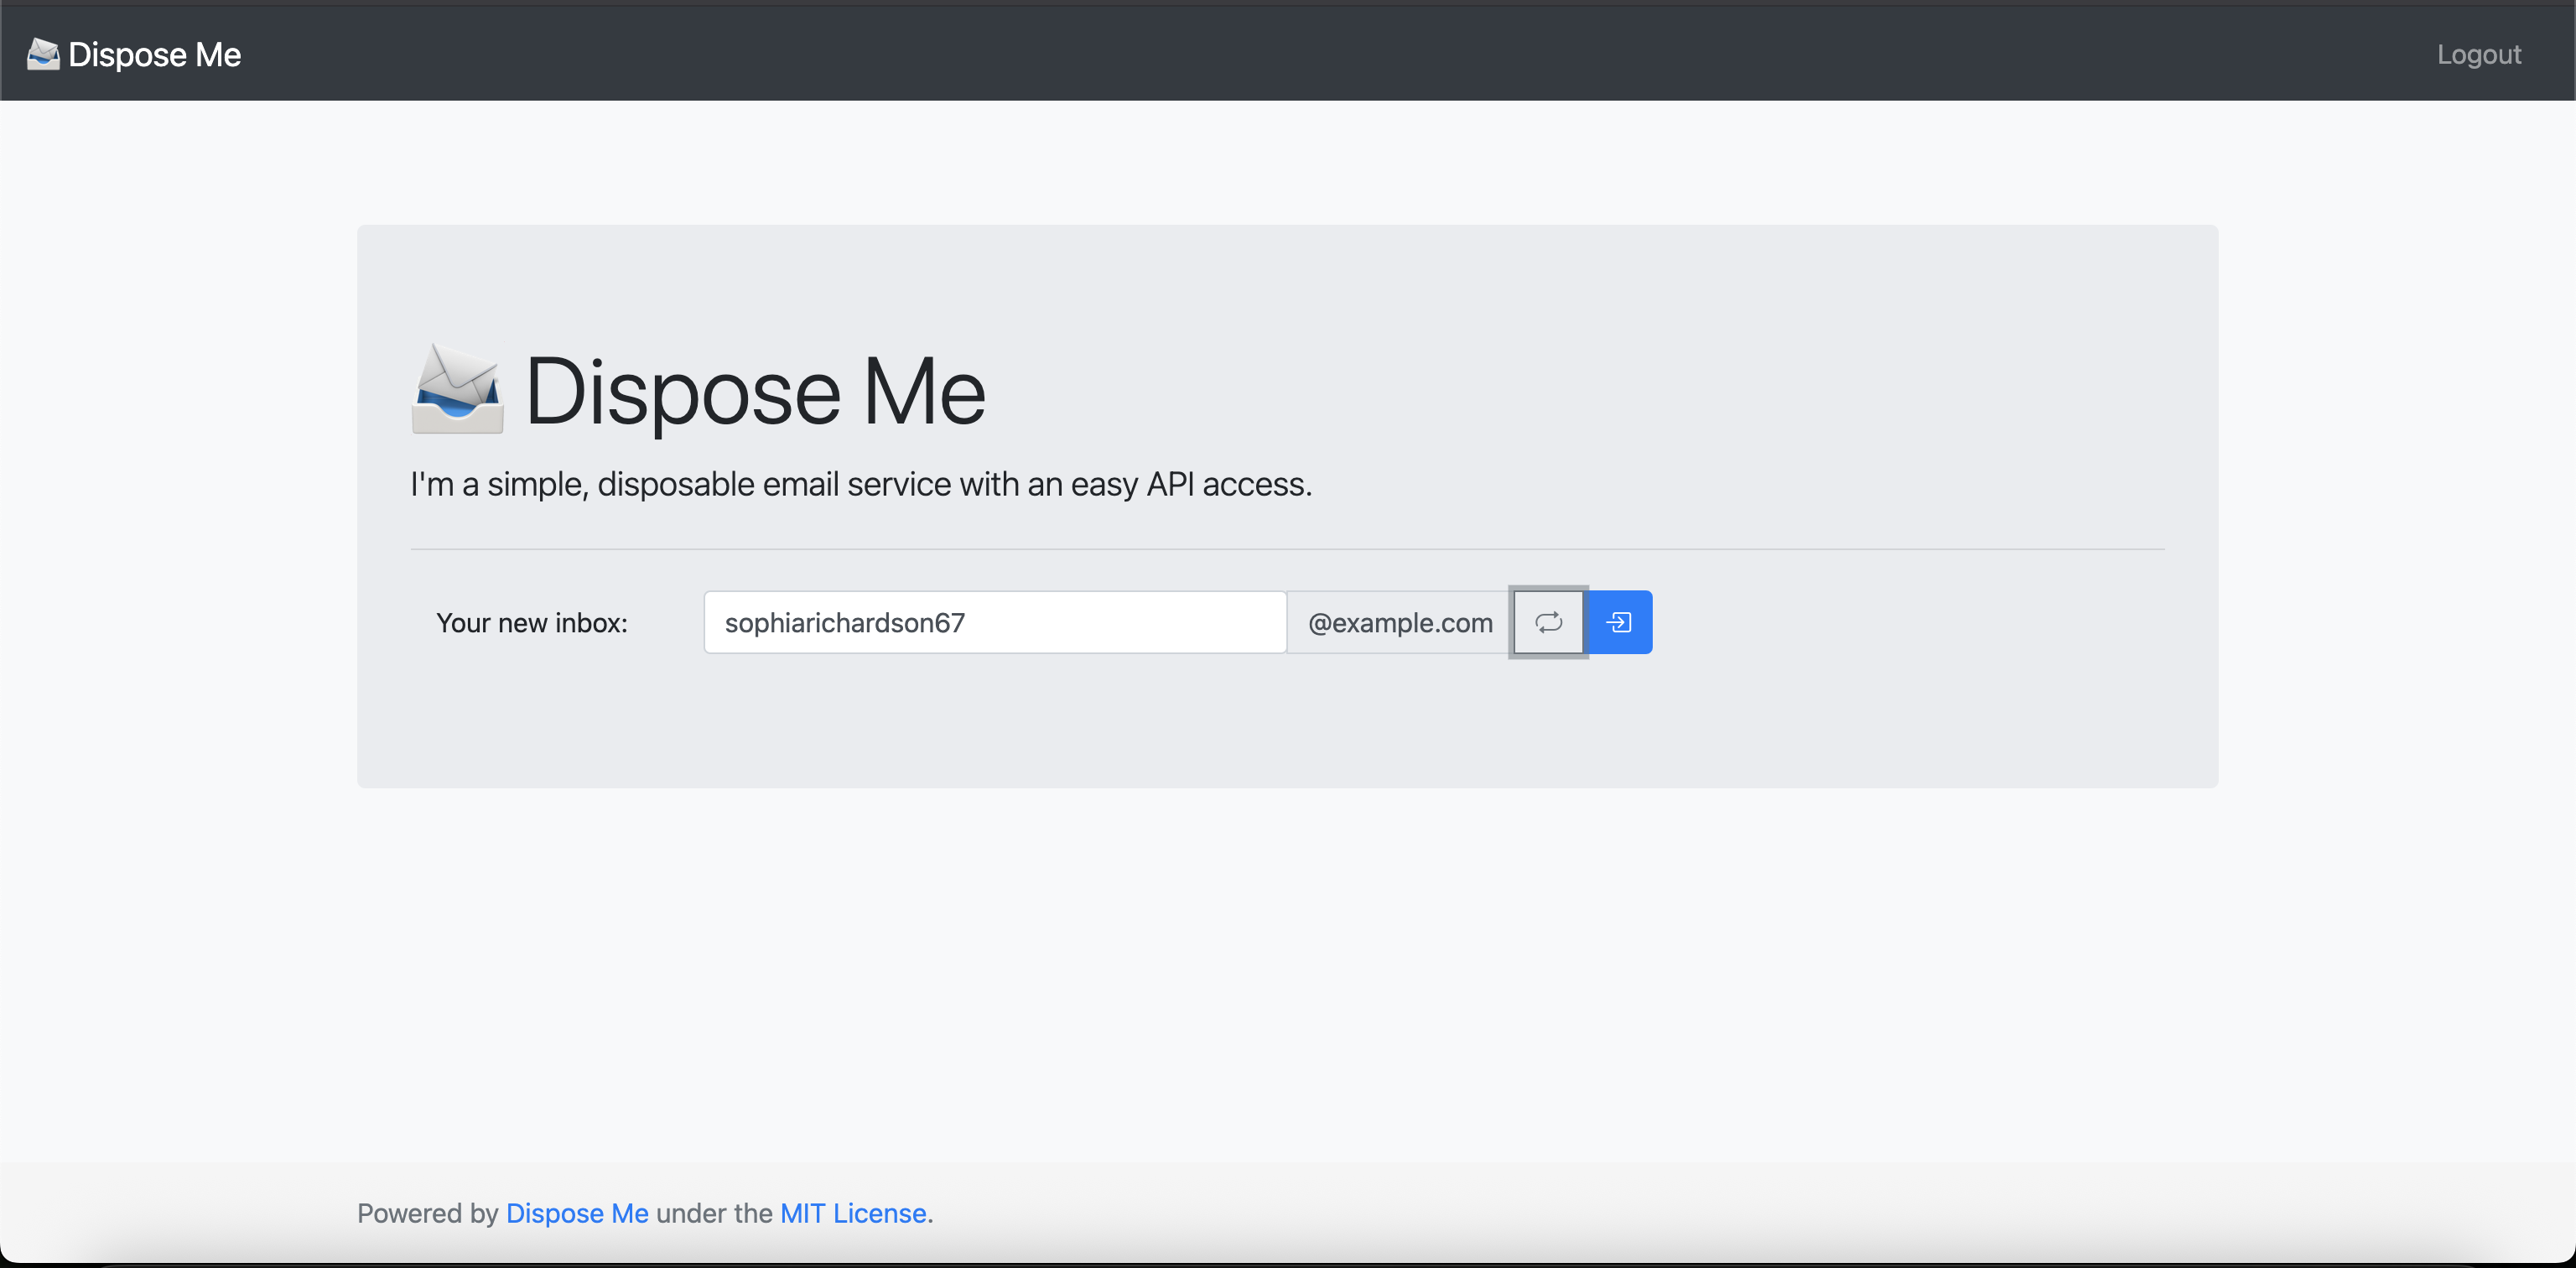 Dispose Me
Logout
Dispose Me
I'm a simple, disposable email service with an easy API access.
Your new inbox:
sophiarichardson67
@example.com
Powered by Dispose Me under the MIT License.